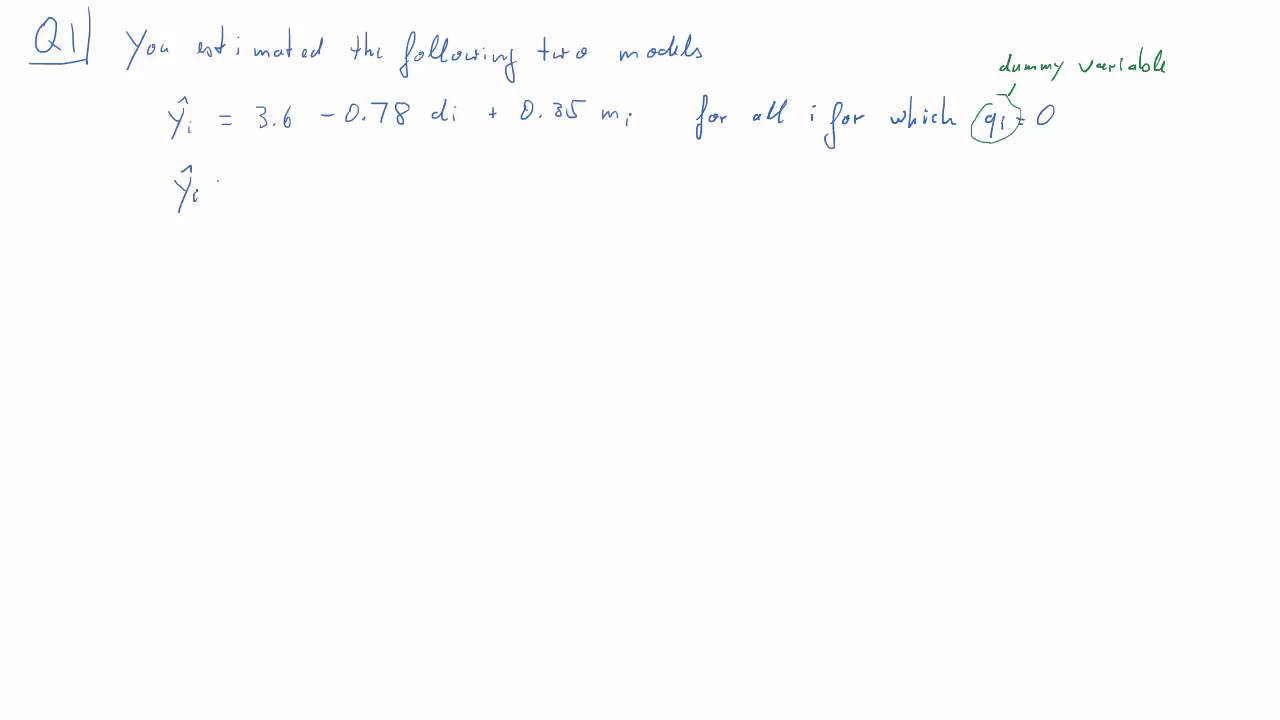 Q1 You estimated the following two models
dummy variable
ŷi = 3.6 - 0.78 di + 0.35 mi for all i for which qi = 0
ŷi